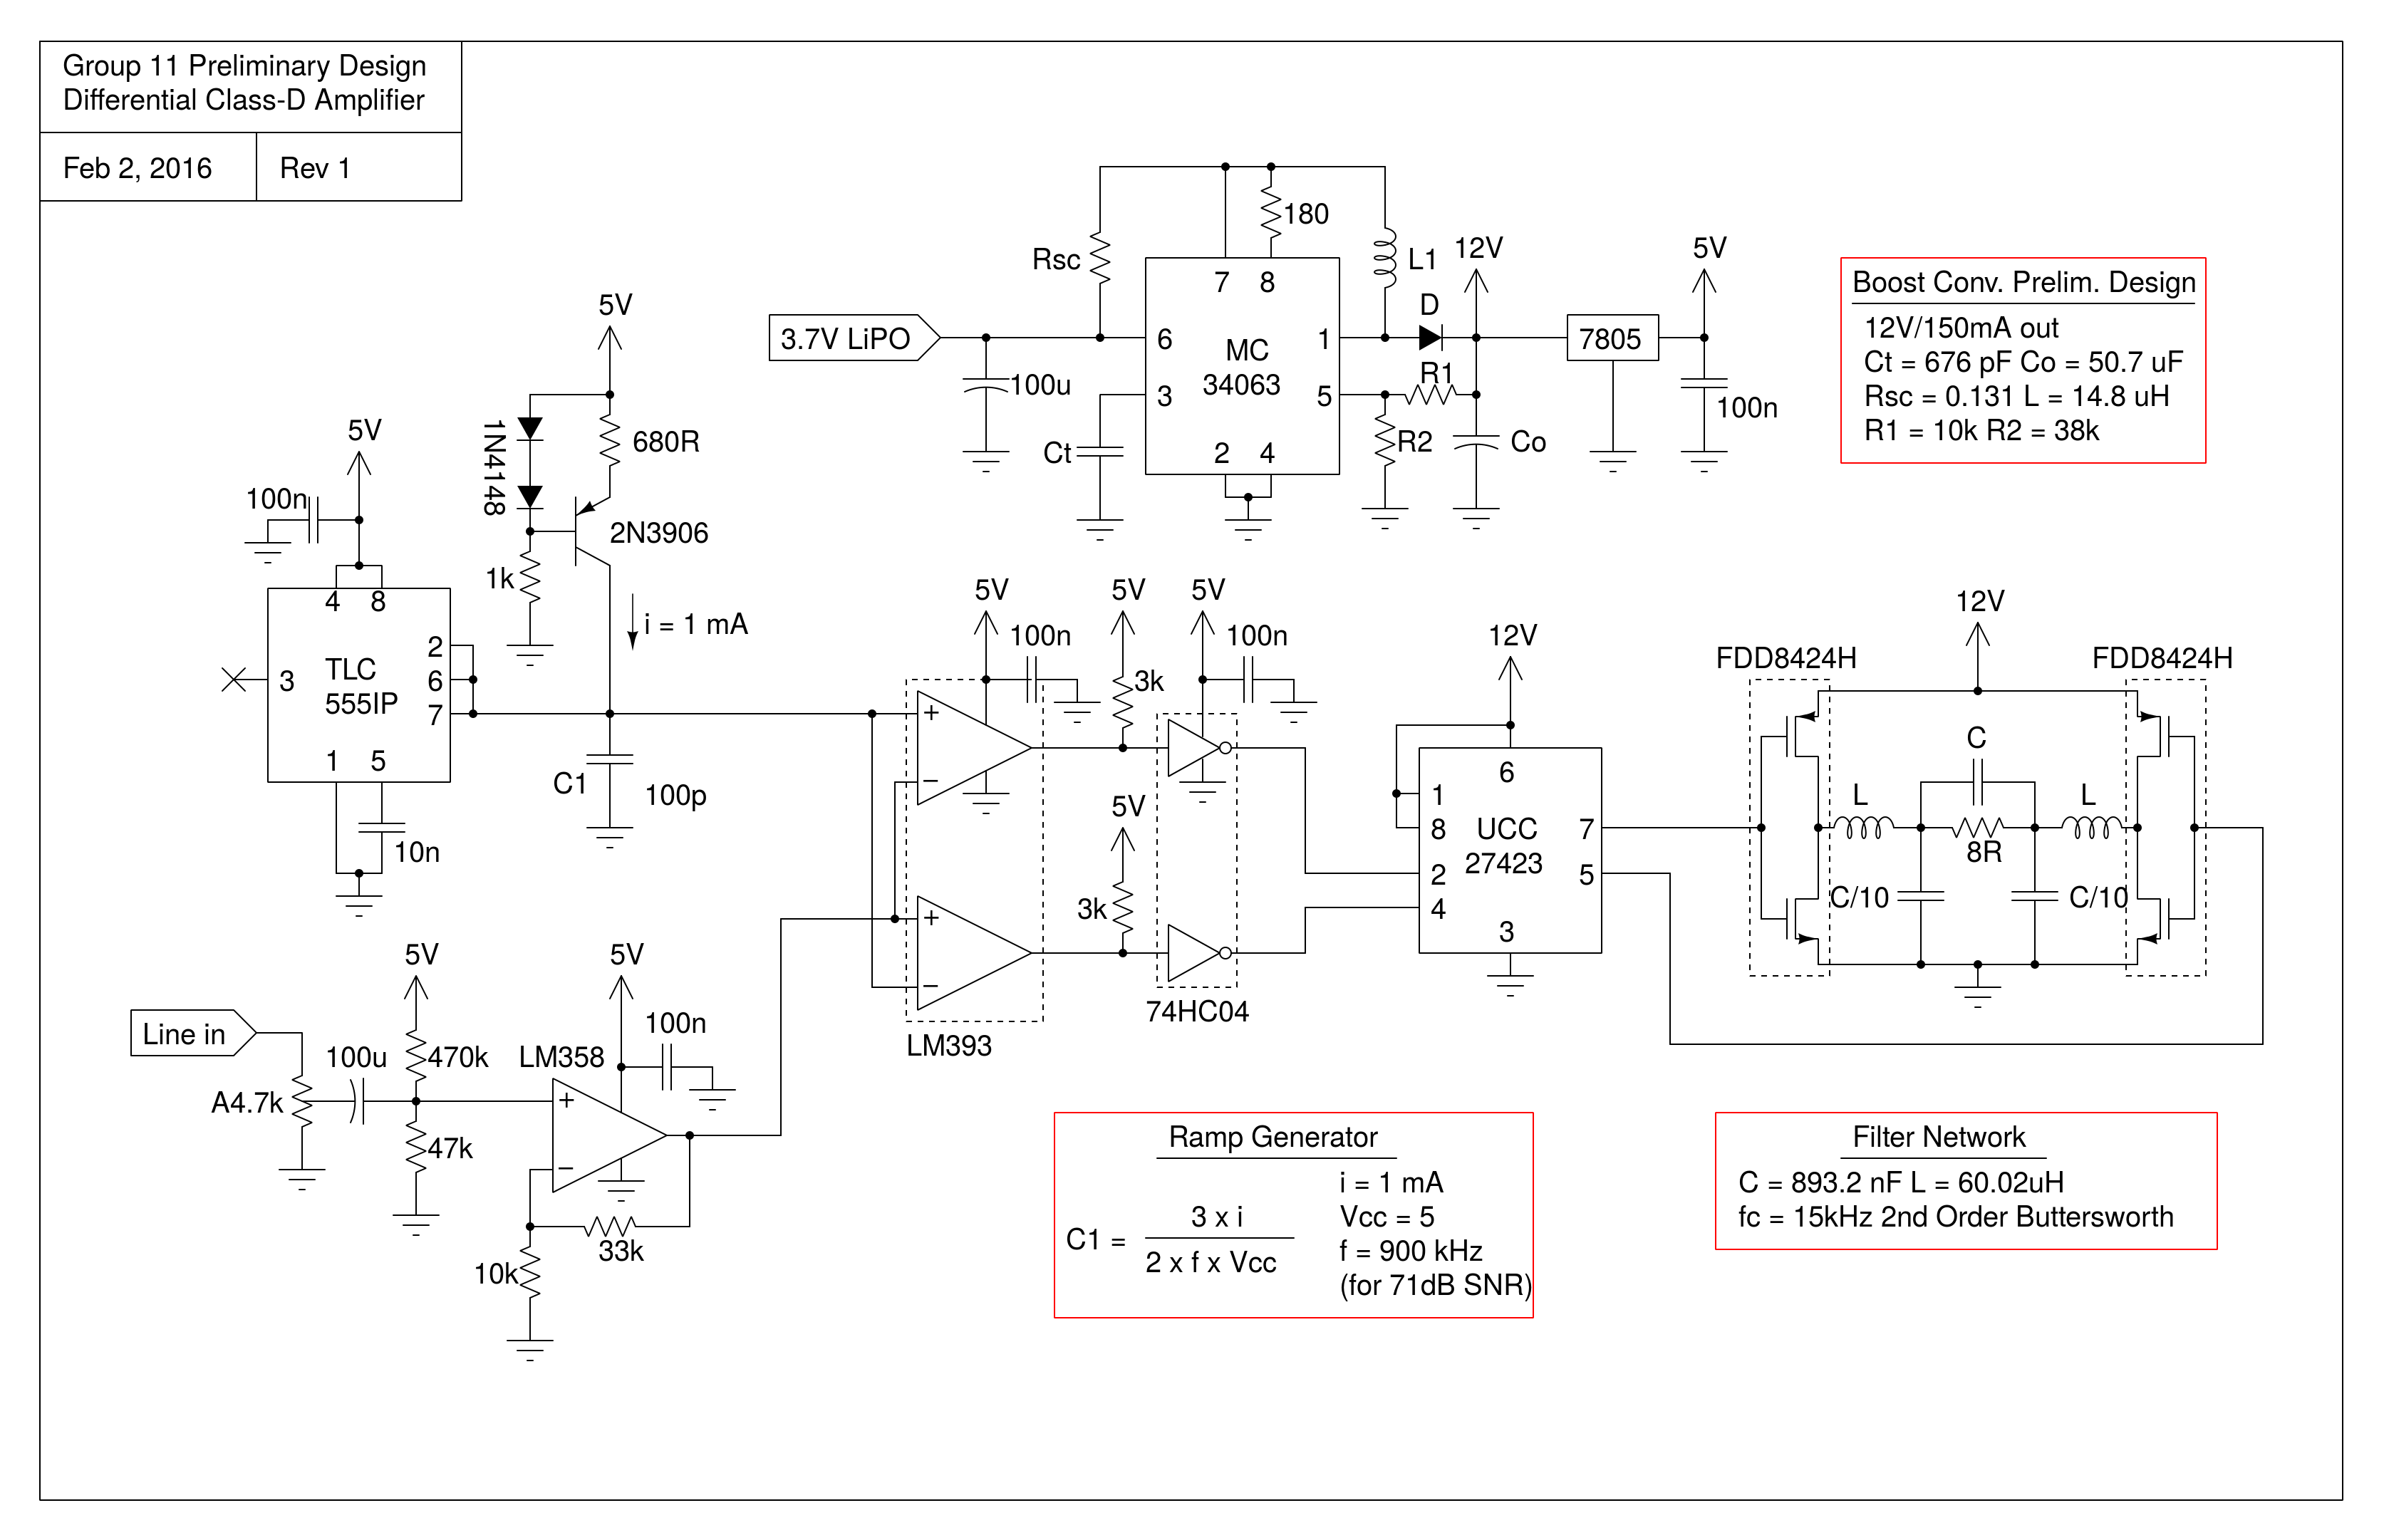 Group 11 Preliminary Design
Differential Class-D Amplifier
Feb 2, 2016
Rev 1
180
Rsc
7 8
L1
12V
5V
3.7V LiPO
6
MC
34063
1
D
7805
100u
3
5
R1
100n
Ct
2 4
R2
Co
Boost Conv. Prelim. Design
12V/150mA out
Ct = 676 pF Co = 50.7 uF
Rsc = 0.131 L = 14.8 uH
R1 = 10k R2 = 38k
5V
1N4148
680R
2N3906
1k
i = 1 mA
5V
100n
4 8
3
TLC
555IP
2
6
7
1 5
10n
C1
100p
5V
100n
5V
3k
5V
100n
+
−
5V
3k
+
−
LM393
74HC04
12V
6
1
8
2
4
UCC
27423
7
5
3
12V
FDD8424H
FDD8424H
C
L
L
8R
C/10
C/10
Line in
A4.7k
100u
5V
470k
47k
LM358
5V
100n
+
−
33k
10k
Ramp Generator
C1 =
3 x i
2 x f x Vcc
i = 1 mA
Vcc = 5
f = 900 kHz
(for 71dB SNR)
Filter Network
C = 893.2 nF L = 60.02uH
fc = 15kHz 2nd Order Buttersworth